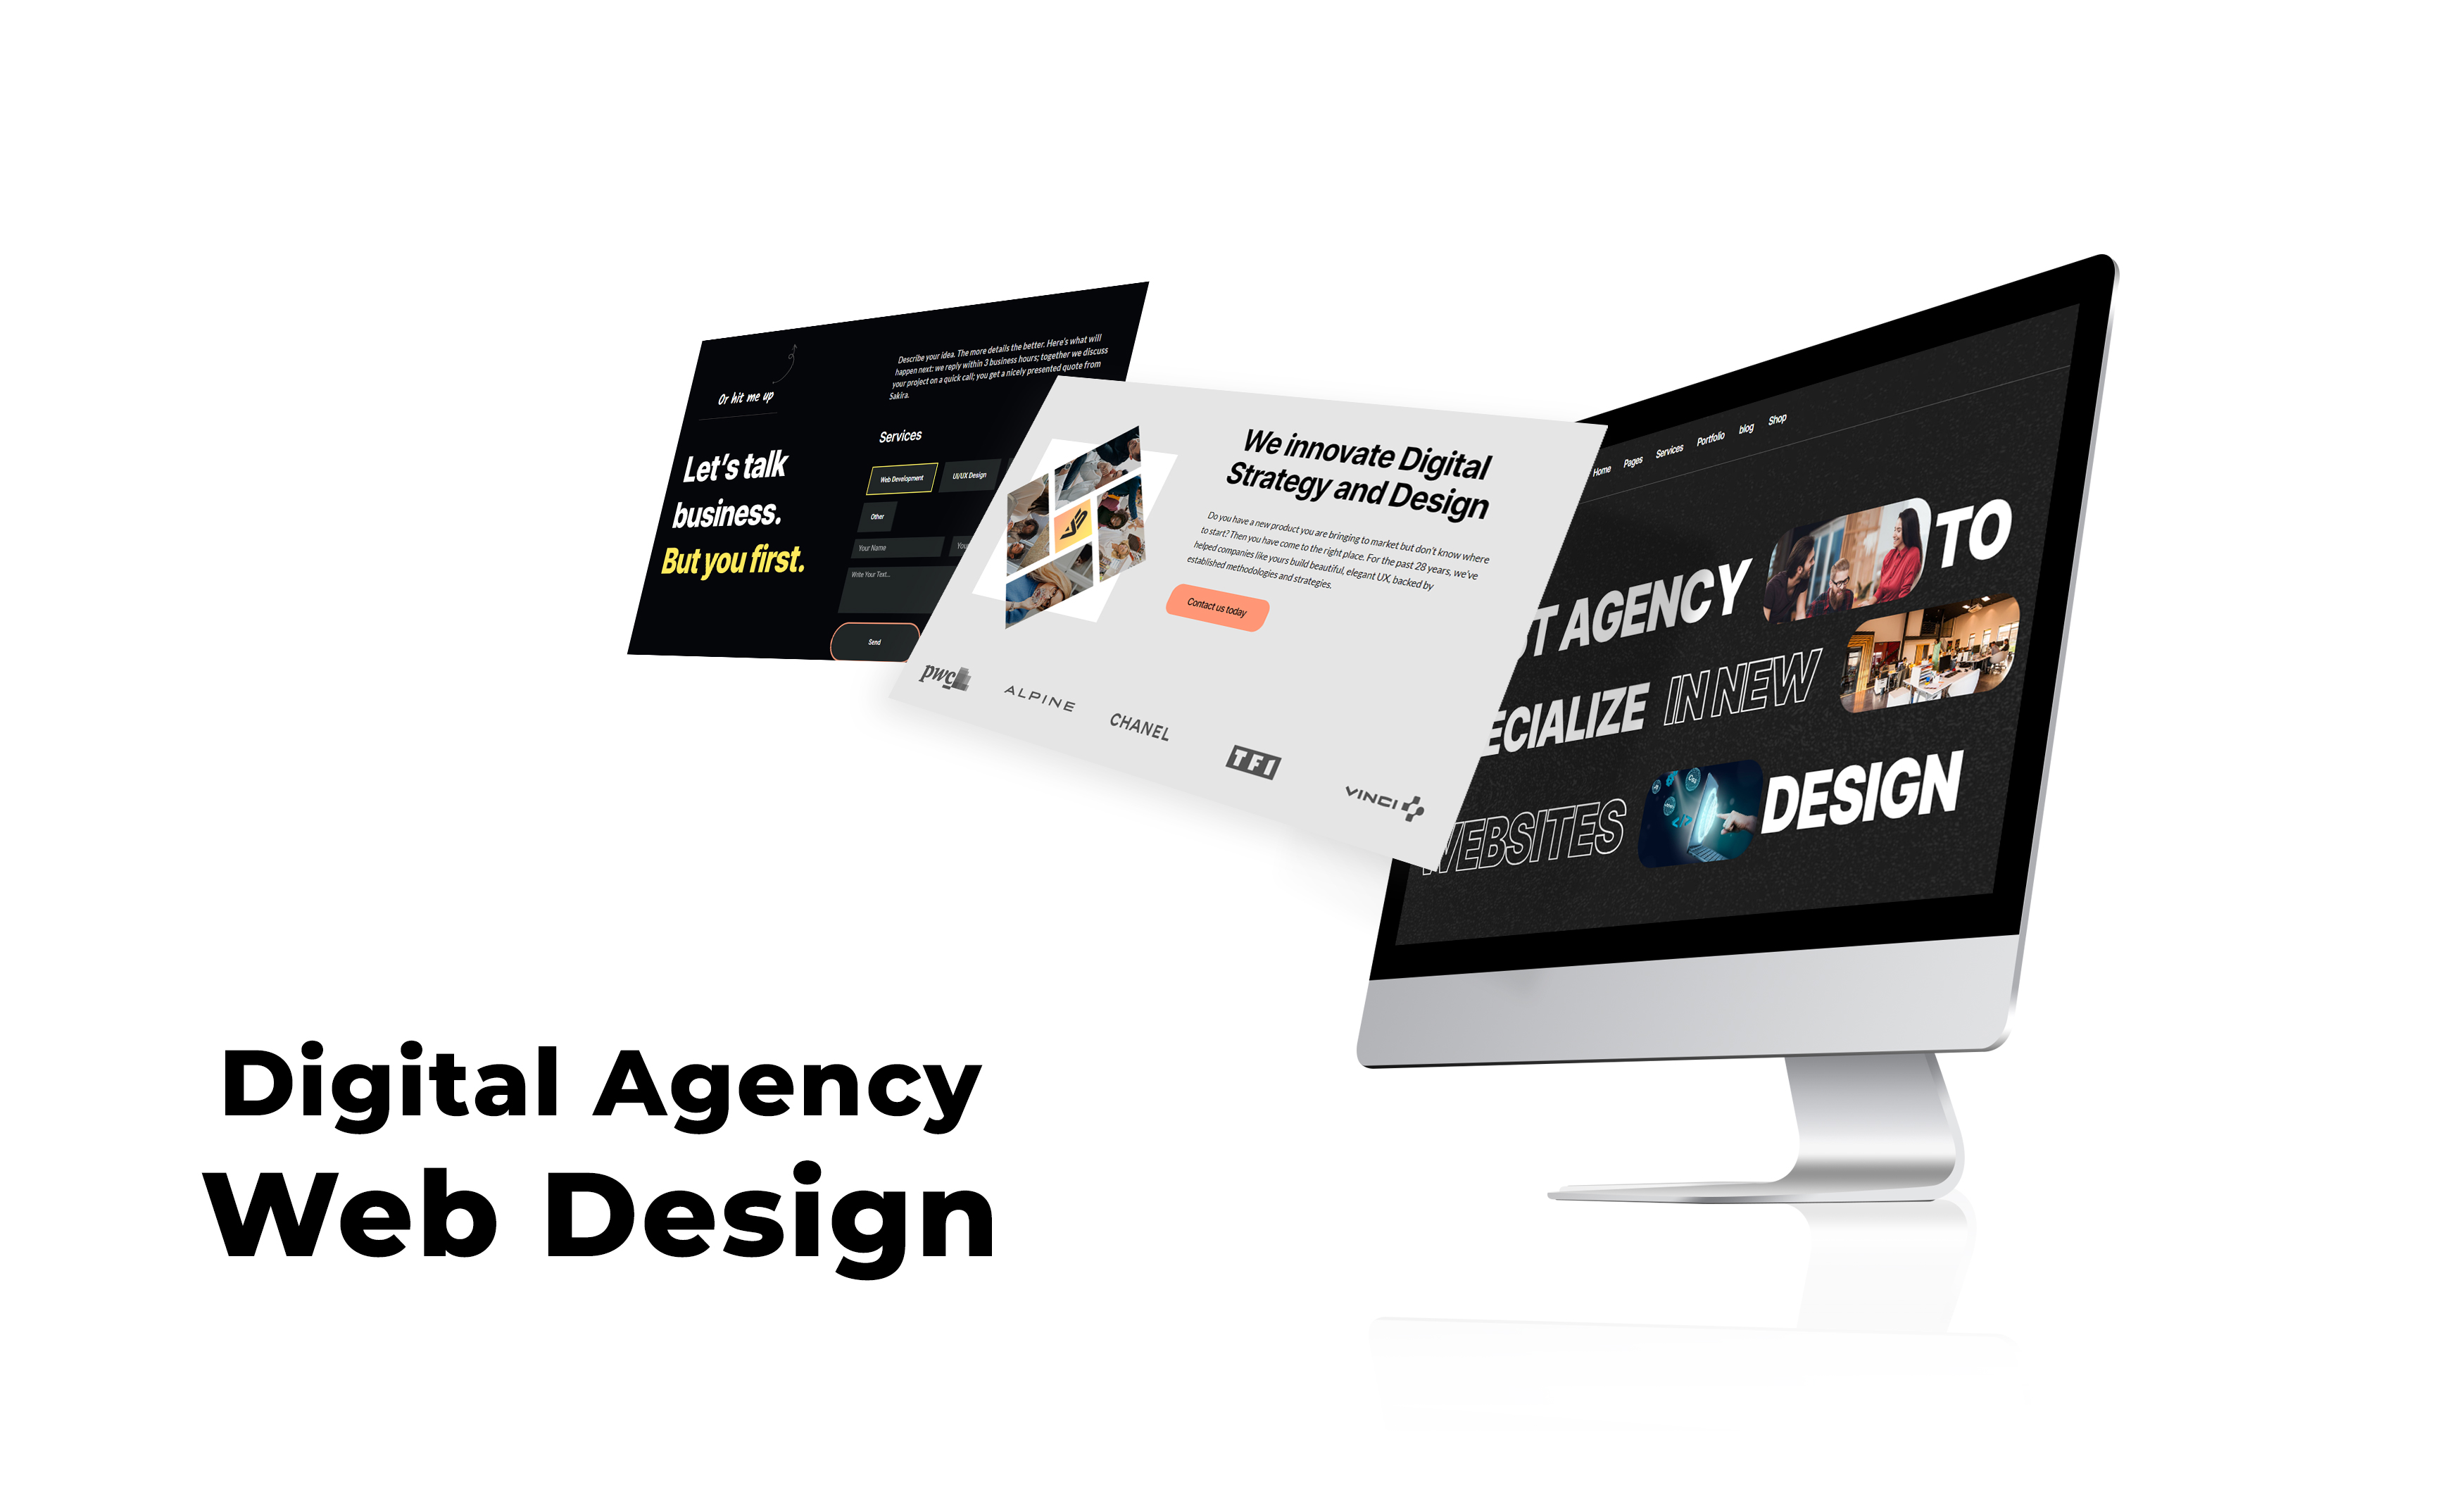 Or hit me up
Let's talk
business.
But you first.
Describe your idea. The more details the better. Here's what will
happen next: we reply within 3 business hours; together we discuss
your project on a quick call; you get a nicely presented quote from
Sakira.
Services
Web Development
UI/UX Design
Other
Your Name
Write Your Text...
Send
We innovate Digital
Strategy and Design
Do you have a new product you are bringing to market but don't know where
to start? Then you have come to the right place. For the past 28 years, we've
helped companies like yours build beautiful, elegant UX, backed by
established methodologies and strategies.
Contact us today
pwc
ALPINE
CHANEL
TFI
VINCI
Home Pages Services Portfolio blog Shop
AGENCY TO
IN NEW
WEBSITES DESIGN
Digital Agency
Web Design